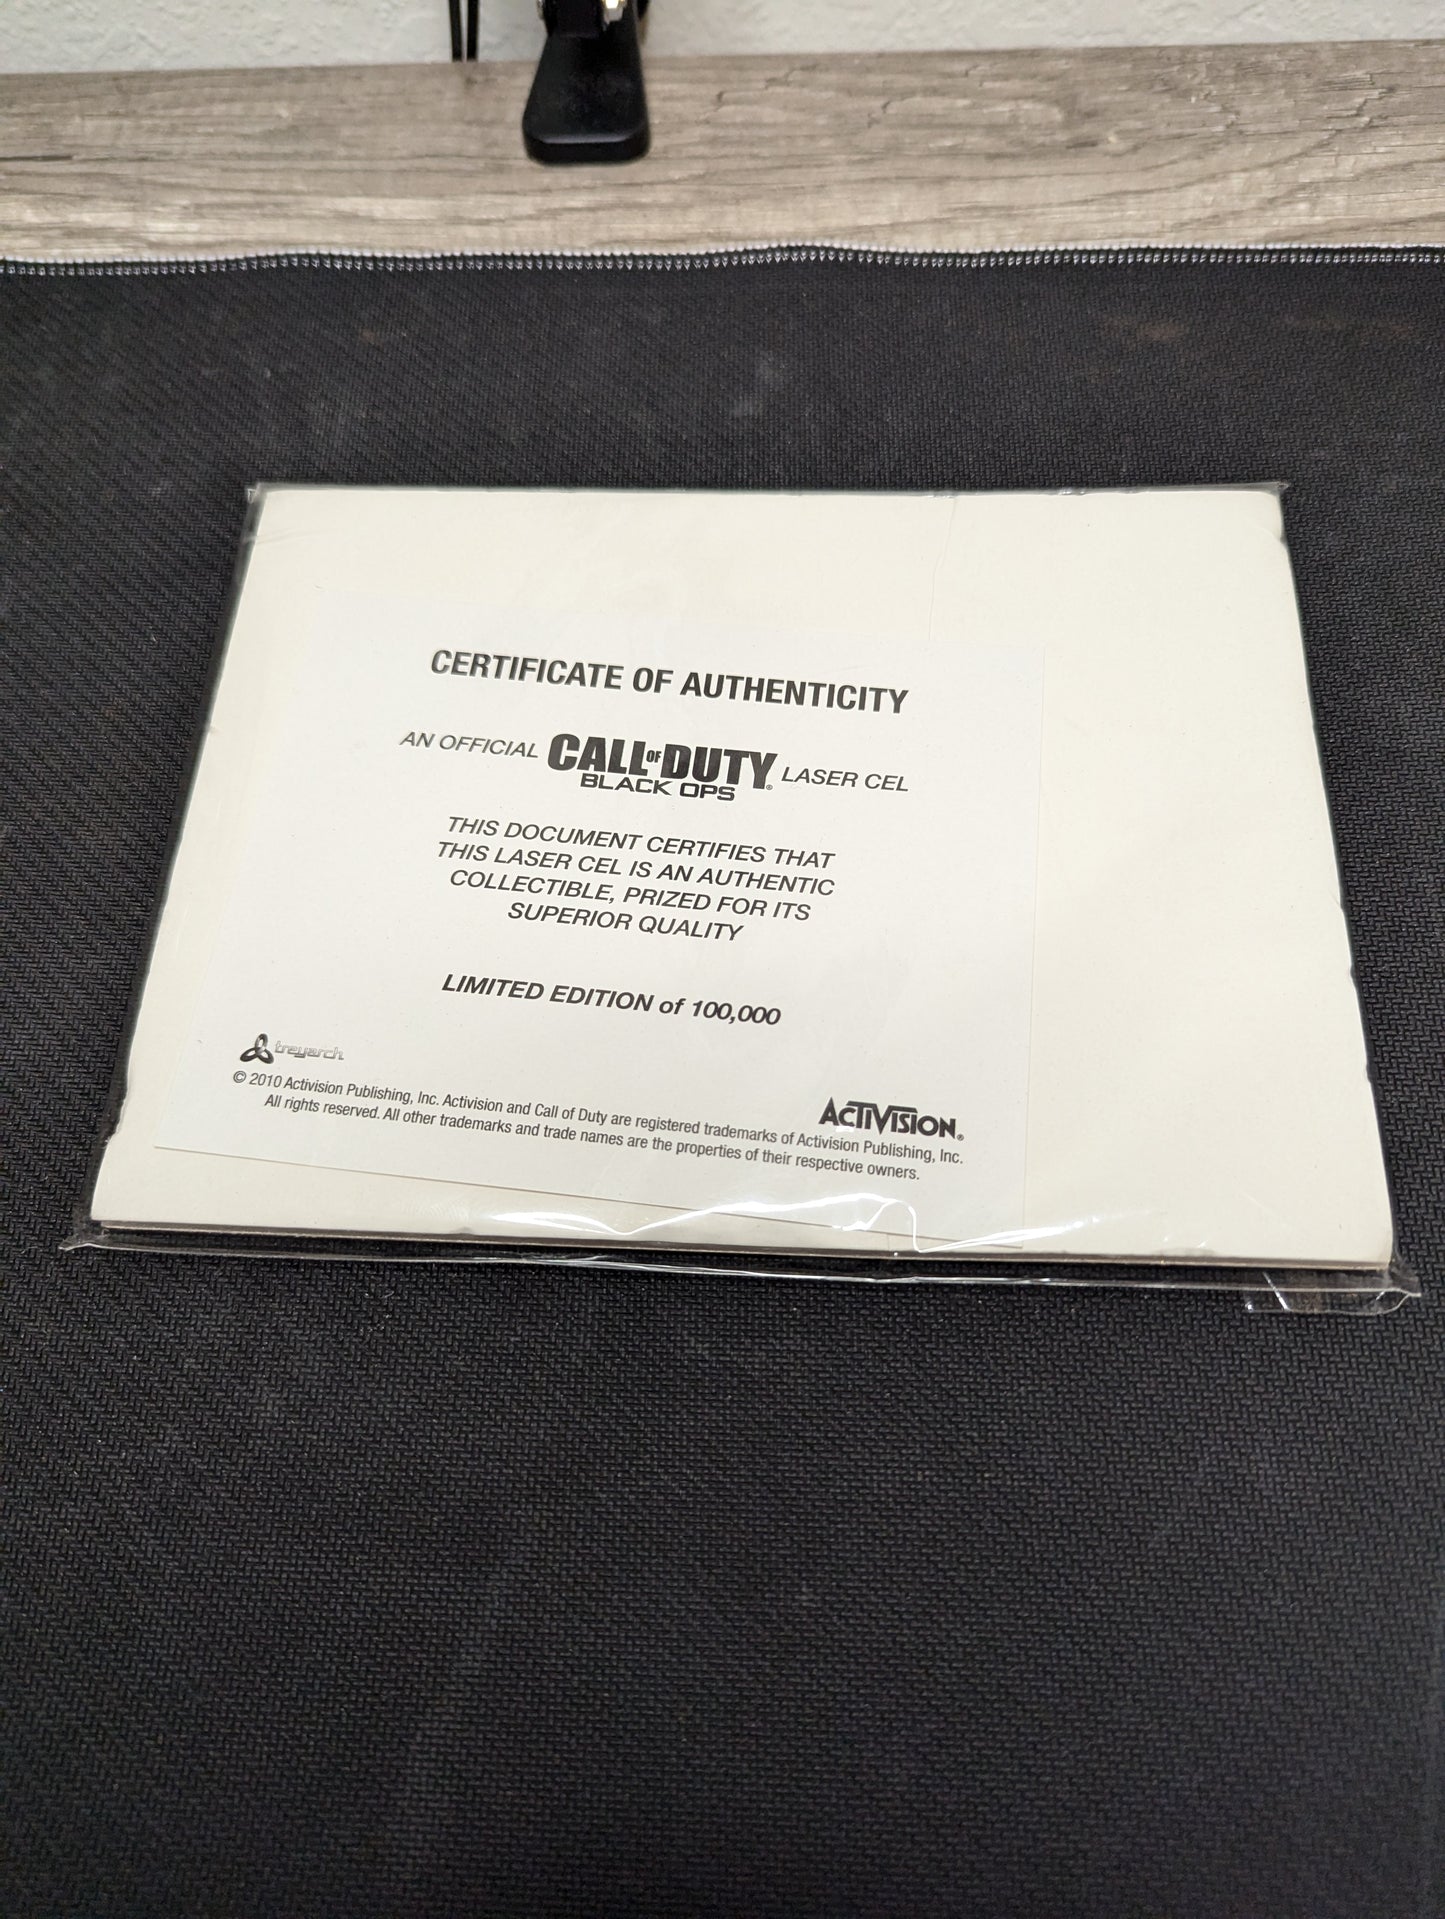 CERTIFICATE OF AUTHENTICITY
AN OFFICIAL CALL OF DUTY® LASER CEL
BLACK OPS
THIS DOCUMENT CERTIFIES THAT
THIS LASER CEL IS AN AUTHENTIC
COLLECTIBLE, PRIZED FOR ITS
SUPERIOR QUALITY
LIMITED EDITION of 100,000
treyarch
ACTIVISION®
© 2010 Activision Publishing, Inc. Activision and Call of Duty are registered trademarks of Activision Publishing, Inc.
All rights reserved. All other trademarks and trade names are the properties of their respective owners.